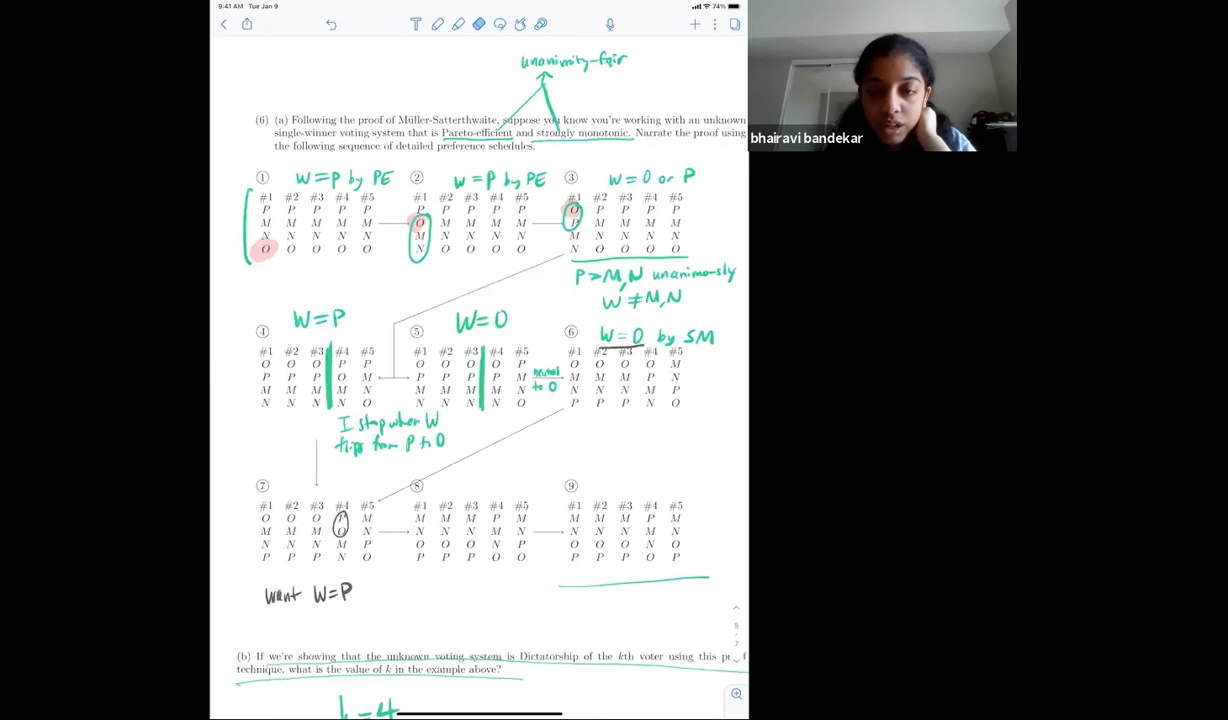 9:41 AM Tue Jan 9
74%
unanimity-fair
(6) (a) Following the proof of Müller-Satterthwaite, suppose you know you're working with an unknown
single-winner voting system that is Pareto-efficient and strongly monotonic. Narrate the proof using
the following sequence of detailed preference schedules.
bhairavi bandekar
① W=P by PE ② W=P by PE ③ W=O or P
#1 #2 #3 #4 #5 #1 #2 #3 #4 #5 #1 #2 #3 #4 #5
P P P P P P P P P P O P P P P
M M M M M O M M M M P M M M M
N N N N N M N N N N M N N N N
O O O O O N O O O O N O O O O
P>M,N unanimously
W≠M,N
④ W=P ⑤ W=O ⑥ W=O by SM
#1 #2 #3 #4 #5 #1 #2 #3 #4 #5 #1 #2 #3 #4 #5
O O O P P O O O O P O O O O M
P P P O M P P P P M M M M P N
M M M M N M M M M N N N N M P
N N N N O N N N N O P P P N O
neutral
to O
I stop when W
flips from P to O
⑦ ⑧ ⑨
#1 #2 #3 #4 #5 #1 #2 #3 #4 #5 #1 #2 #3 #4 #5
O O O P M M M M P M M M M P M
M M M O N N N N M N N N N M N
N N N M P O O O N P O O O N O
P P P N O P P P O O P P P O P
want W=P
5
7
(b) If we're showing that the unknown voting system is Dictatorship of the kth voter using this
technique, what is the value of k in the example above?
k=4